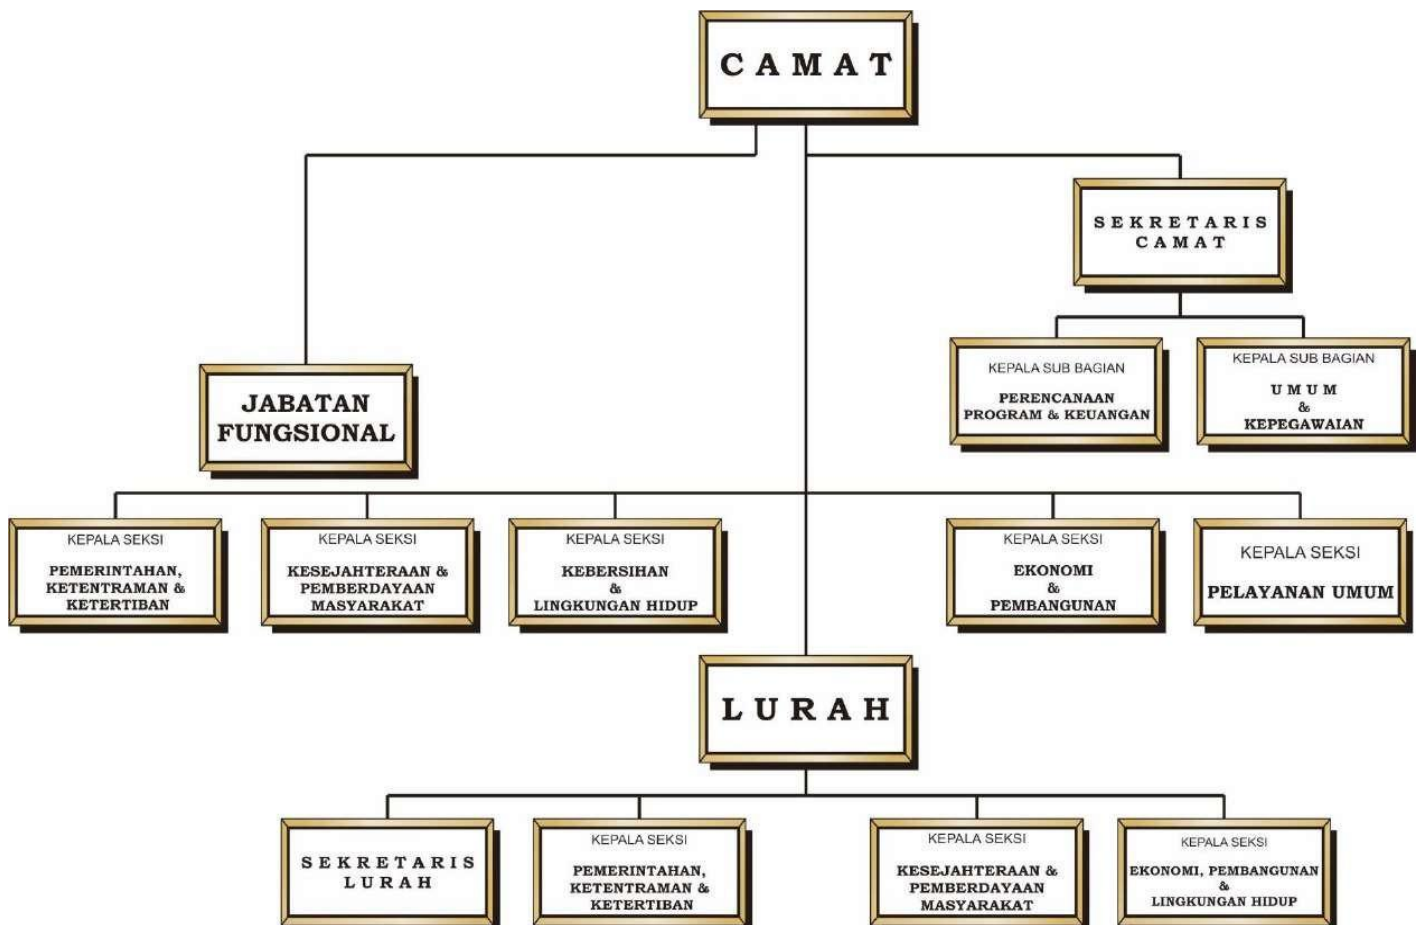 CAMAT
SEKRETARIS
CAMAT
KEPALA SUB BAGIAN
PERENCANAAN
PROGRAM & KEUANGAN
KEPALA SUB BAGIAN
UMUM
&
KEPEGAWAIAN
JABATAN
FUNGSIONAL
KEPALA SEKSI
PEMERINTAHAN,
KETENTRAMAN &
KETERTIBAN
KEPALA SEKSI
KESEJAHTERAAN &
PEMBERDAYAAN
MASYARAKAT
KEPALA SEKSI
KEBERSIHAN
&
LINGKUNGAN HIDUP
KEPALA SEKSI
EKONOMI
&
PEMBANGUNAN
KEPALA SEKSI
PELAYANAN UMUM
LURAH
SEKRETARIS
LURAH
KEPALA SEKSI
PEMERINTAHAN,
KETENTRAMAN &
KETERTIBAN
KEPALA SEKSI
KESEJAHTERAAN &
PEMBERDAYAAN
MASYARAKAT
KEPALA SEKSI
EKONOMI, PEMBANGUNAN
&
LINGKUNGAN HIDUP